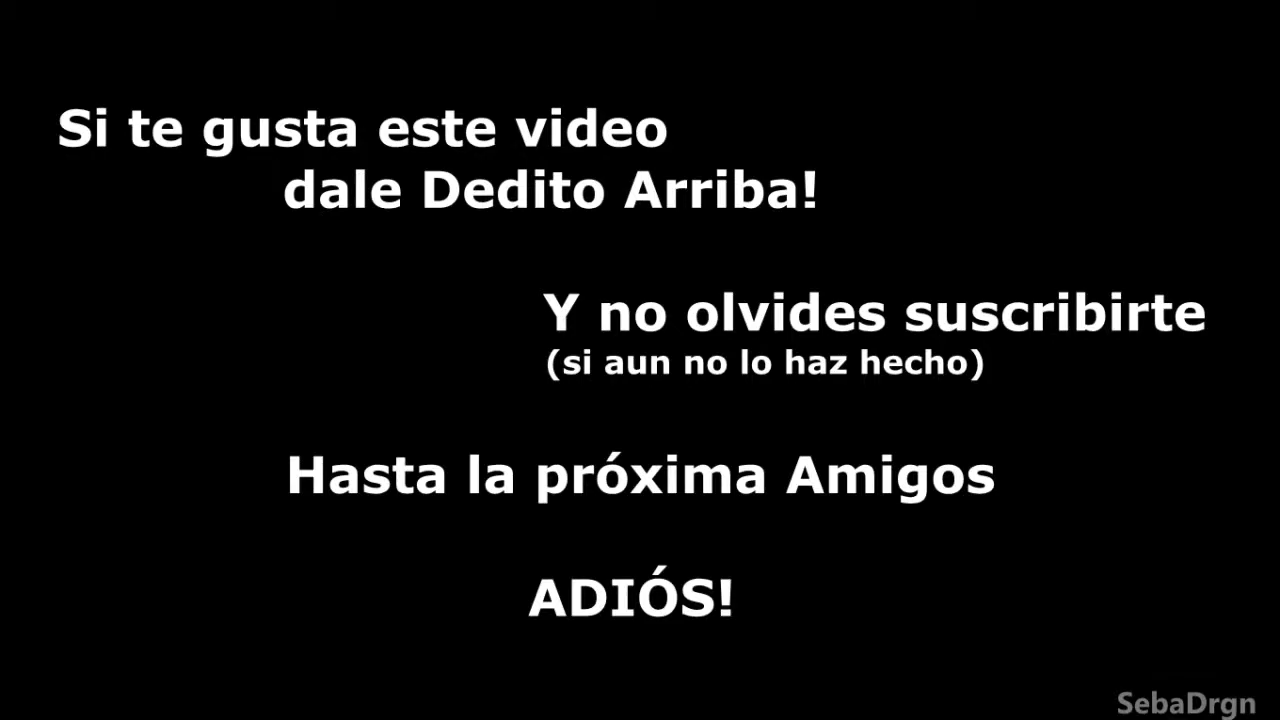 Si te gusta este video
dale Dedito Arriba!
Y no olvides suscribirte
(si aun no lo haz hecho)
Hasta la próxima Amigos
ADIÓS!
SebaDrgn